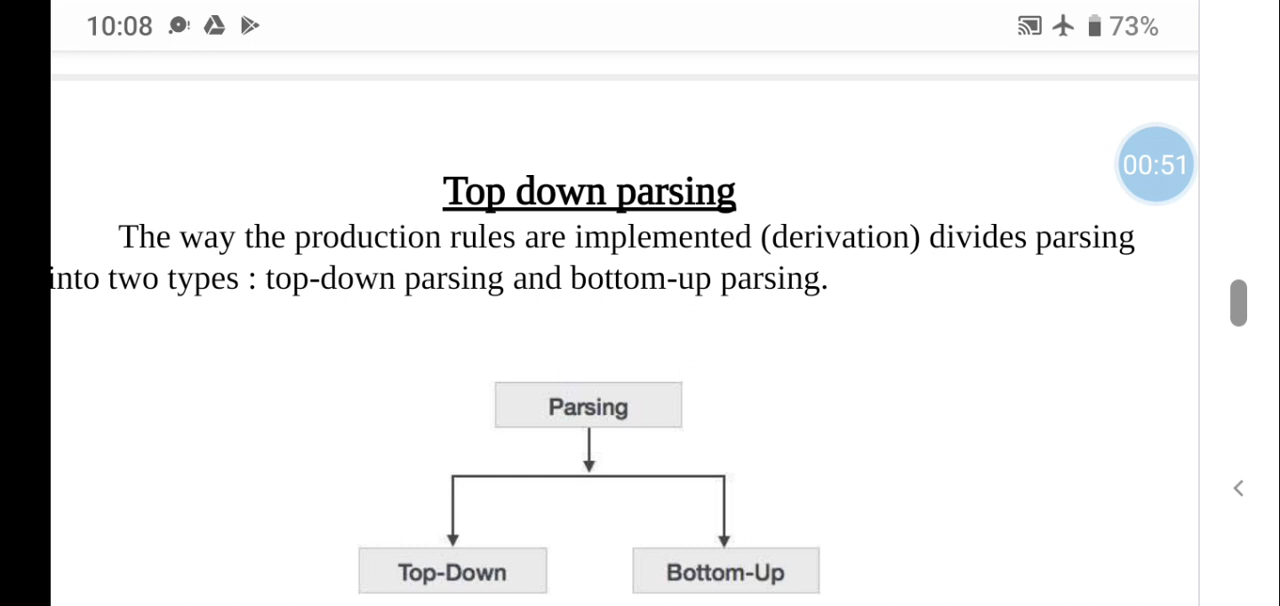 10:08
73%
00:51
Top down parsing
The way the production rules are implemented (derivation) divides parsing
into two types : top-down parsing and bottom-up parsing.
Parsing
Top-Down
Bottom-Up